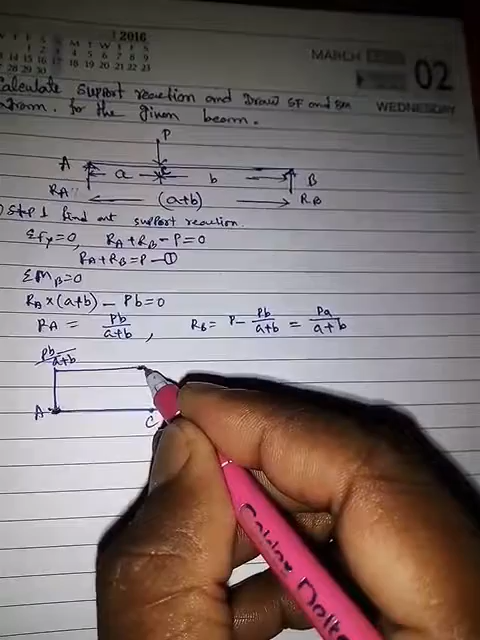 2016
MARCH
02
WEDNESDAY
Calculate support reaction and Draw SF and BM
for the given beam.
P
A a C b B
RA (a+b) RB
Step 1 find out support reaction.
ΣFy=0, RA+RB-P=0
RA+RB=P-①
ΣMB=0
RA×(a+b) - Pb=0
RA = Pb/a+b , RB= P- Pb/a+b = Pa/a+b
Pb/a+b
A C